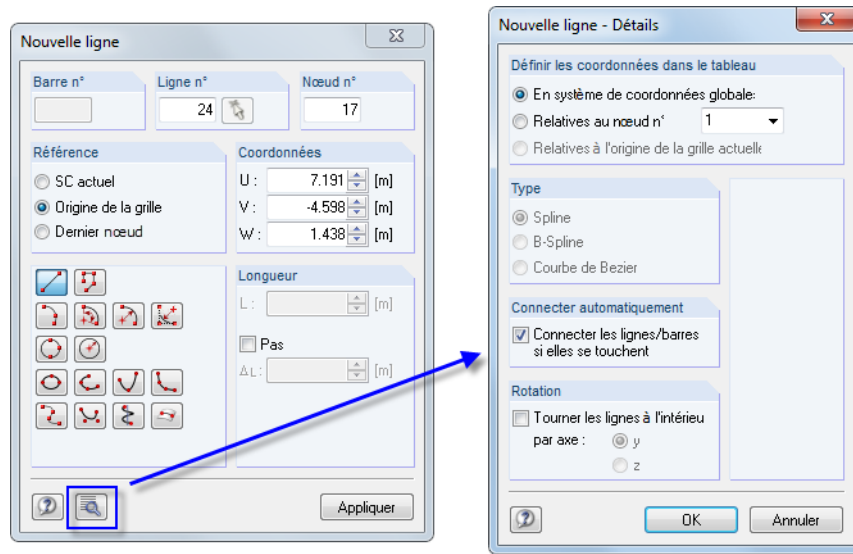 Nouvelle ligne
Barre n°
Ligne n°
Nœud n°
24
17
Référence
SC actuel
Origine de la grille
Dernier nœud
Coordonnées
U :
7.191
[m]
V :
-4.598
[m]
W :
1.438
[m]
Longueur
L :
[m]
Pas
ΔL :
[m]
Appliquer
Nouvelle ligne - Détails
Définir les coordonnées dans le tableau
En système de coordonnées globale:
Relatives au nœud n°
1
Relatives à l'origine de la grille actuelle
Type
Spline
B-Spline
Courbe de Bezier
Connecter automatiquement
Connecter les lignes/barres
si elles se touchent
Rotation
Tourner les lignes à l'intérieu
par axe :
y
z
OK
Annuler